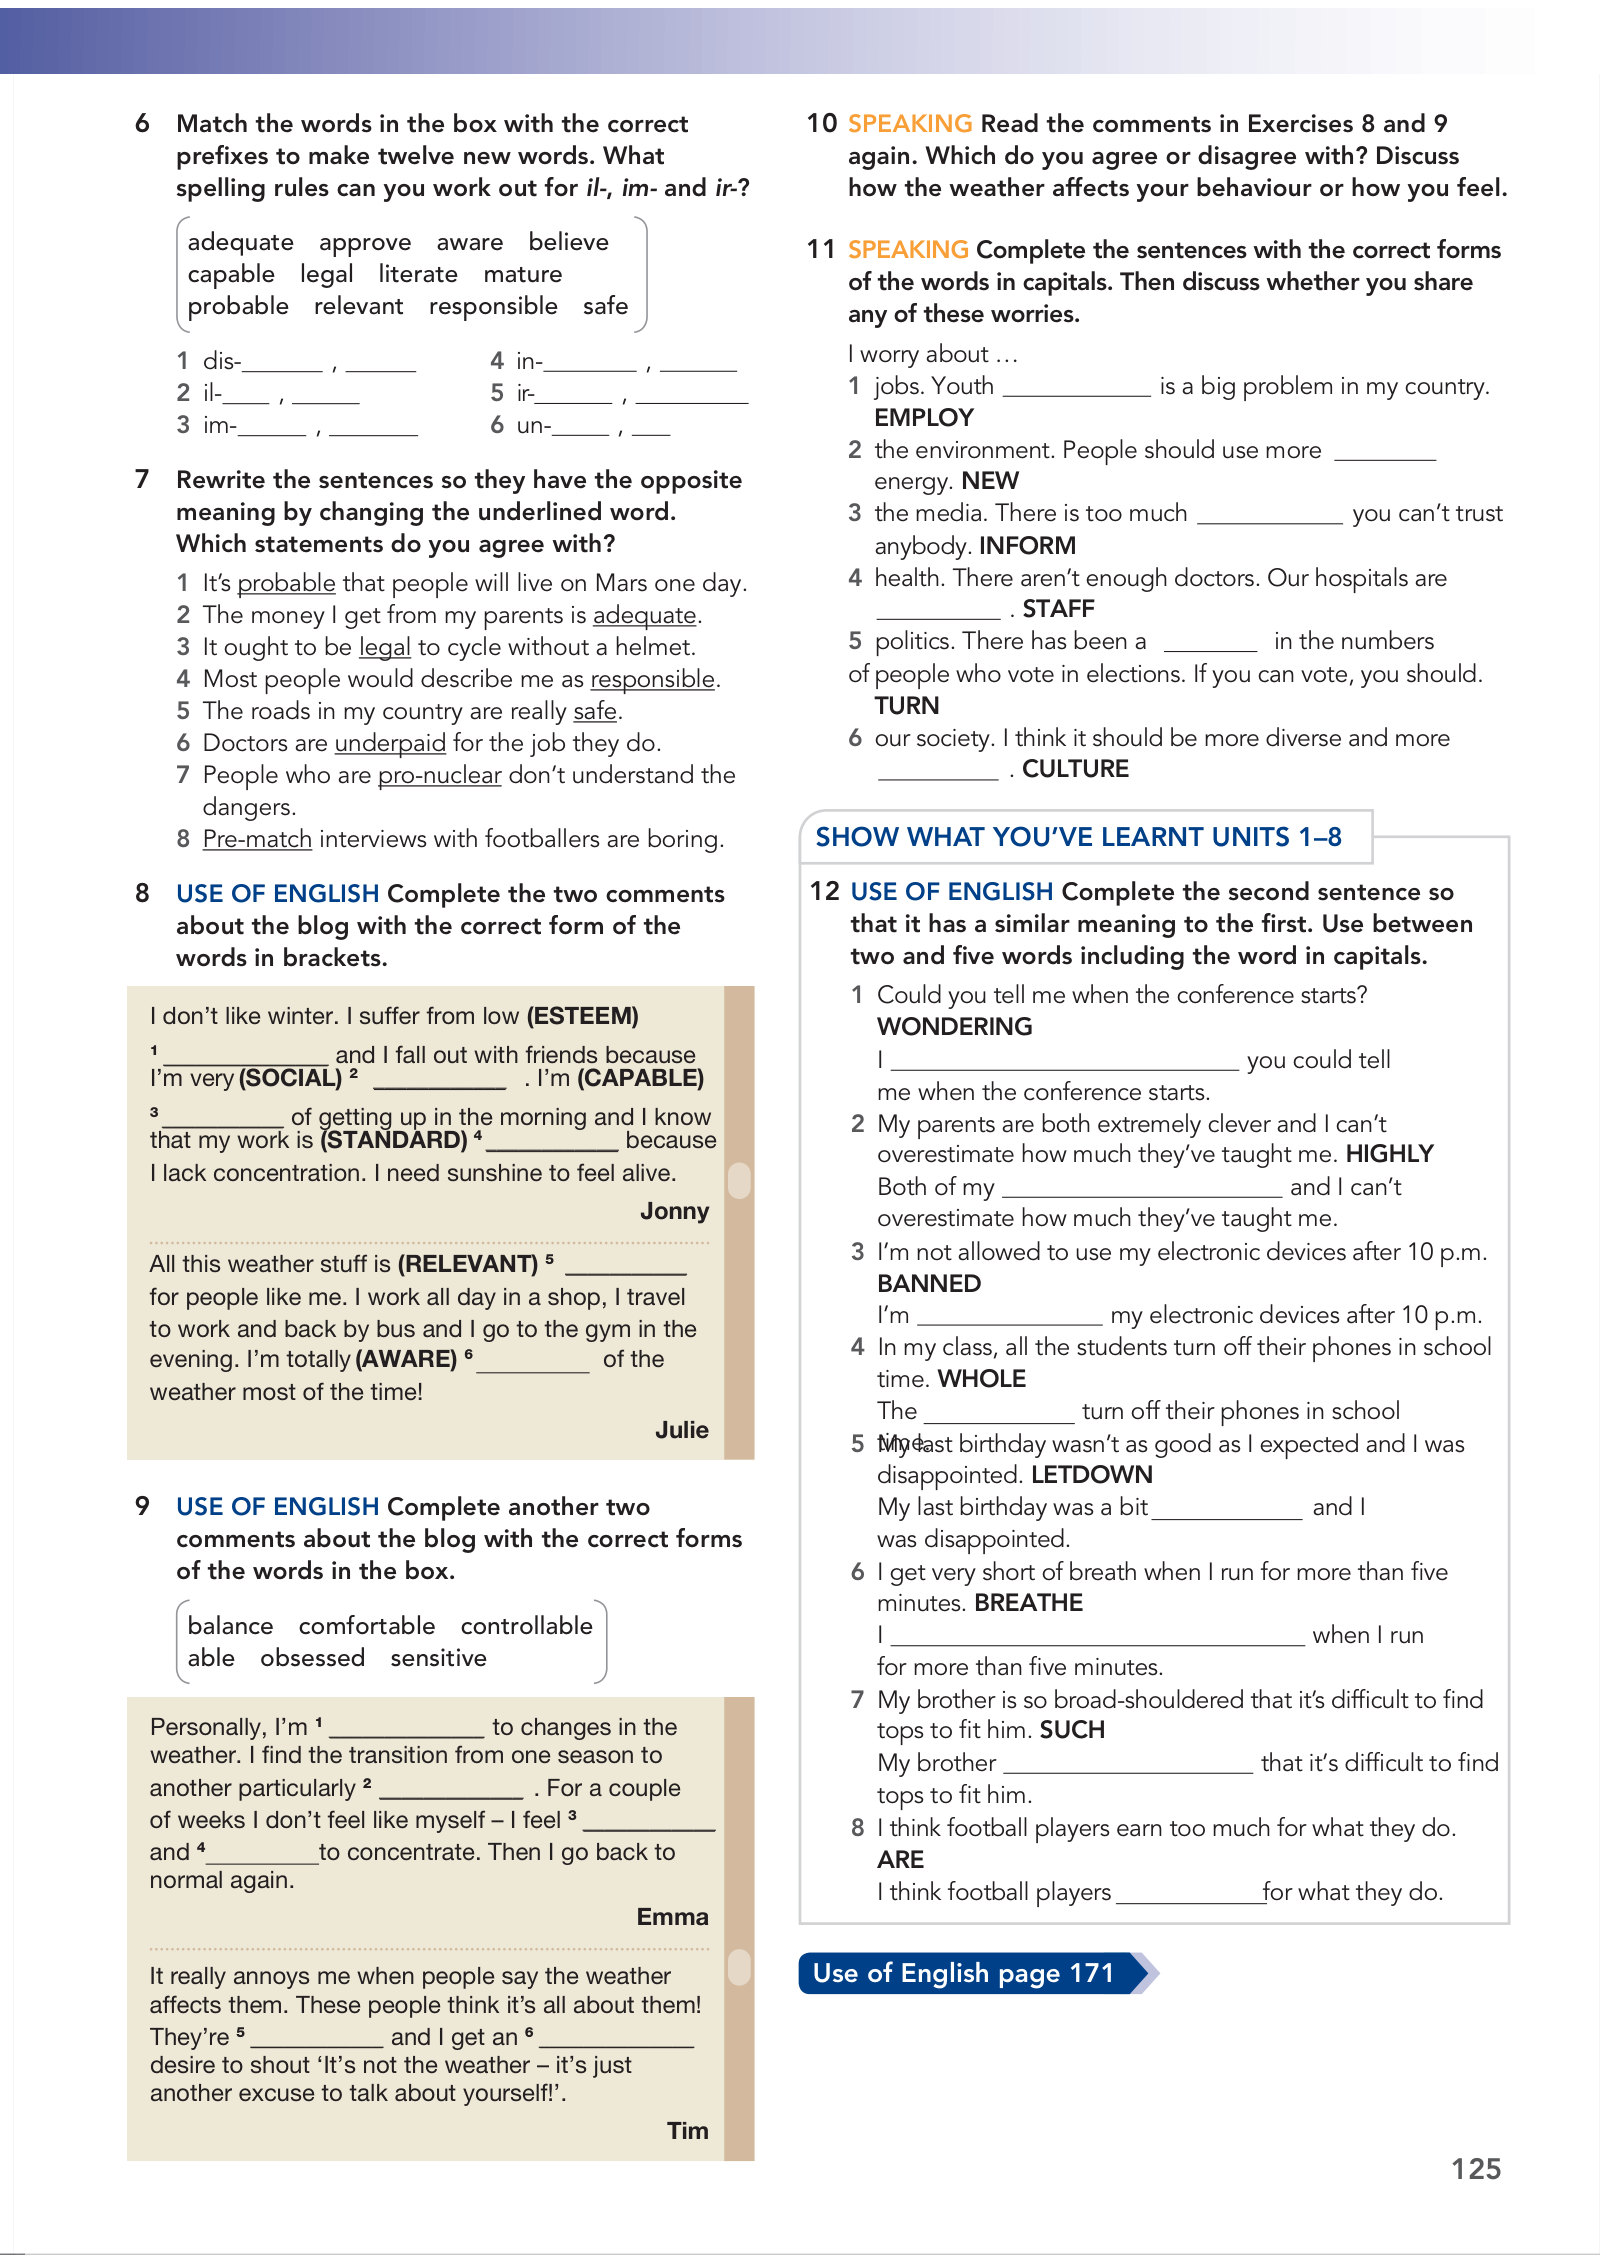 6 Match the words in the box with the correct
prefixes to make twelve new words. What
spelling rules can you work out for il-, im- and ir-?
adequate approve aware believe
capable legal literate mature
probable relevant responsible safe
1 dis-______ , ______
2 il-____ , ______
3 im-______ , ______
4 in-______ , ______
5 ir-______ , ______
6 un-____ , ___
7 Rewrite the sentences so they have the opposite
meaning by changing the underlined word.
Which statements do you agree with?
1 It's probable that people will live on Mars one day.
2 The money I get from my parents is adequate.
3 It ought to be legal to cycle without a helmet.
4 Most people would describe me as responsible.
5 The roads in my country are really safe.
6 Doctors are underpaid for the job they do.
7 People who are pro-nuclear don't understand the
dangers.
8 Pre-match interviews with footballers are boring.
8 USE OF ENGLISH Complete the two comments
about the blog with the correct form of the
words in brackets.
I don't like winter. I suffer from low (ESTEEM)
1 ____________ and I fall out with friends because
I'm very (SOCIAL) 2 __________ . I'm (CAPABLE)
3 _________ of getting up in the morning and I know
that my work is (STANDARD) 4 __________ because
I lack concentration. I need sunshine to feel alive.
Jonny
All this weather stuff is (RELEVANT) 5 _________
for people like me. I work all day in a shop, I travel
to work and back by bus and I go to the gym in the
evening. I'm totally (AWARE) 6 _________ of the
weather most of the time!
Julie
9 USE OF ENGLISH Complete another two
comments about the blog with the correct forms
of the words in the box.
balance comfortable controllable
able obsessed sensitive
Personally, I'm 1 ____________ to changes in the
weather. I find the transition from one season to
another particularly 2 ___________ . For a couple
of weeks I don't feel like myself – I feel 3 __________
and 4 _________ to concentrate. Then I go back to
normal again.
Emma
It really annoys me when people say the weather
affects them. These people think it's all about them!
They're 5 __________ and I get an 6 ____________
desire to shout 'It's not the weather – it's just
another excuse to talk about yourself!'.
Tim
10 SPEAKING Read the comments in Exercises 8 and 9
again. Which do you agree or disagree with? Discuss
how the weather affects your behaviour or how you feel.
11 SPEAKING Complete the sentences with the correct forms
of the words in capitals. Then discuss whether you share
any of these worries.
I worry about …
1 jobs. Youth ___________ is a big problem in my country.
EMPLOY
2 the environment. People should use more ________
energy. NEW
3 the media. There is too much ___________ you can't trust
anybody. INFORM
4 health. There aren't enough doctors. Our hospitals are
_________ . STAFF
5 politics. There has been a _______ in the numbers
of people who vote in elections. If you can vote, you should.
TURN
6 our society. I think it should be more diverse and more
_________ . CULTURE
SHOW WHAT YOU'VE LEARNT UNITS 1–8
12 USE OF ENGLISH Complete the second sentence so
that it has a similar meaning to the first. Use between
two and five words including the word in capitals.
1 Could you tell me when the conference starts?
WONDERING
I __________________________ you could tell
me when the conference starts.
2 My parents are both extremely clever and I can't
overestimate how much they've taught me. HIGHLY
Both of my _____________________ and I can't
overestimate how much they've taught me.
3 I'm not allowed to use my electronic devices after 10 p.m.
BANNED
I'm ______________ my electronic devices after 10 p.m.
4 In my class, all the students turn off their phones in school
time. WHOLE
The ___________ turn off their phones in school
time.
5 My last birthday wasn't as good as I expected and I was
disappointed. LETDOWN
My last birthday was a bit ___________ and I
was disappointed.
6 I get very short of breath when I run for more than five
minutes. BREATHE
I _______________________________ when I run
for more than five minutes.
7 My brother is so broad-shouldered that it's difficult to find
tops to fit him. SUCH
My brother ___________________ that it's difficult to find
tops to fit him.
8 I think football players earn too much for what they do.
ARE
I think football players ___________ for what they do.
Use of English page 171
125